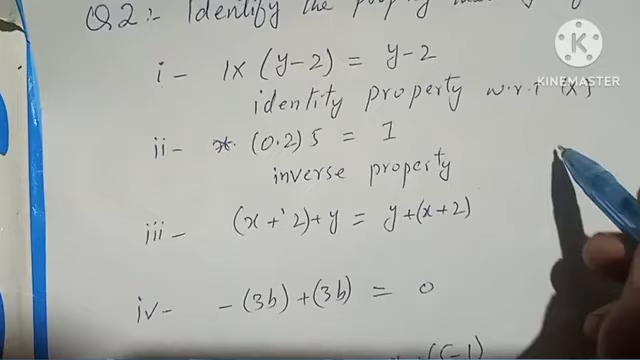 Q2:- Identify the
KINEMASTER
i - 1x (y-2) = y-2
identity property w.r.t (x)
ii - (0.2) 5 = 1
inverse property
iii - (x + 2) + y = y + (x + 2)
iv - -(3b) + (3b) = 0